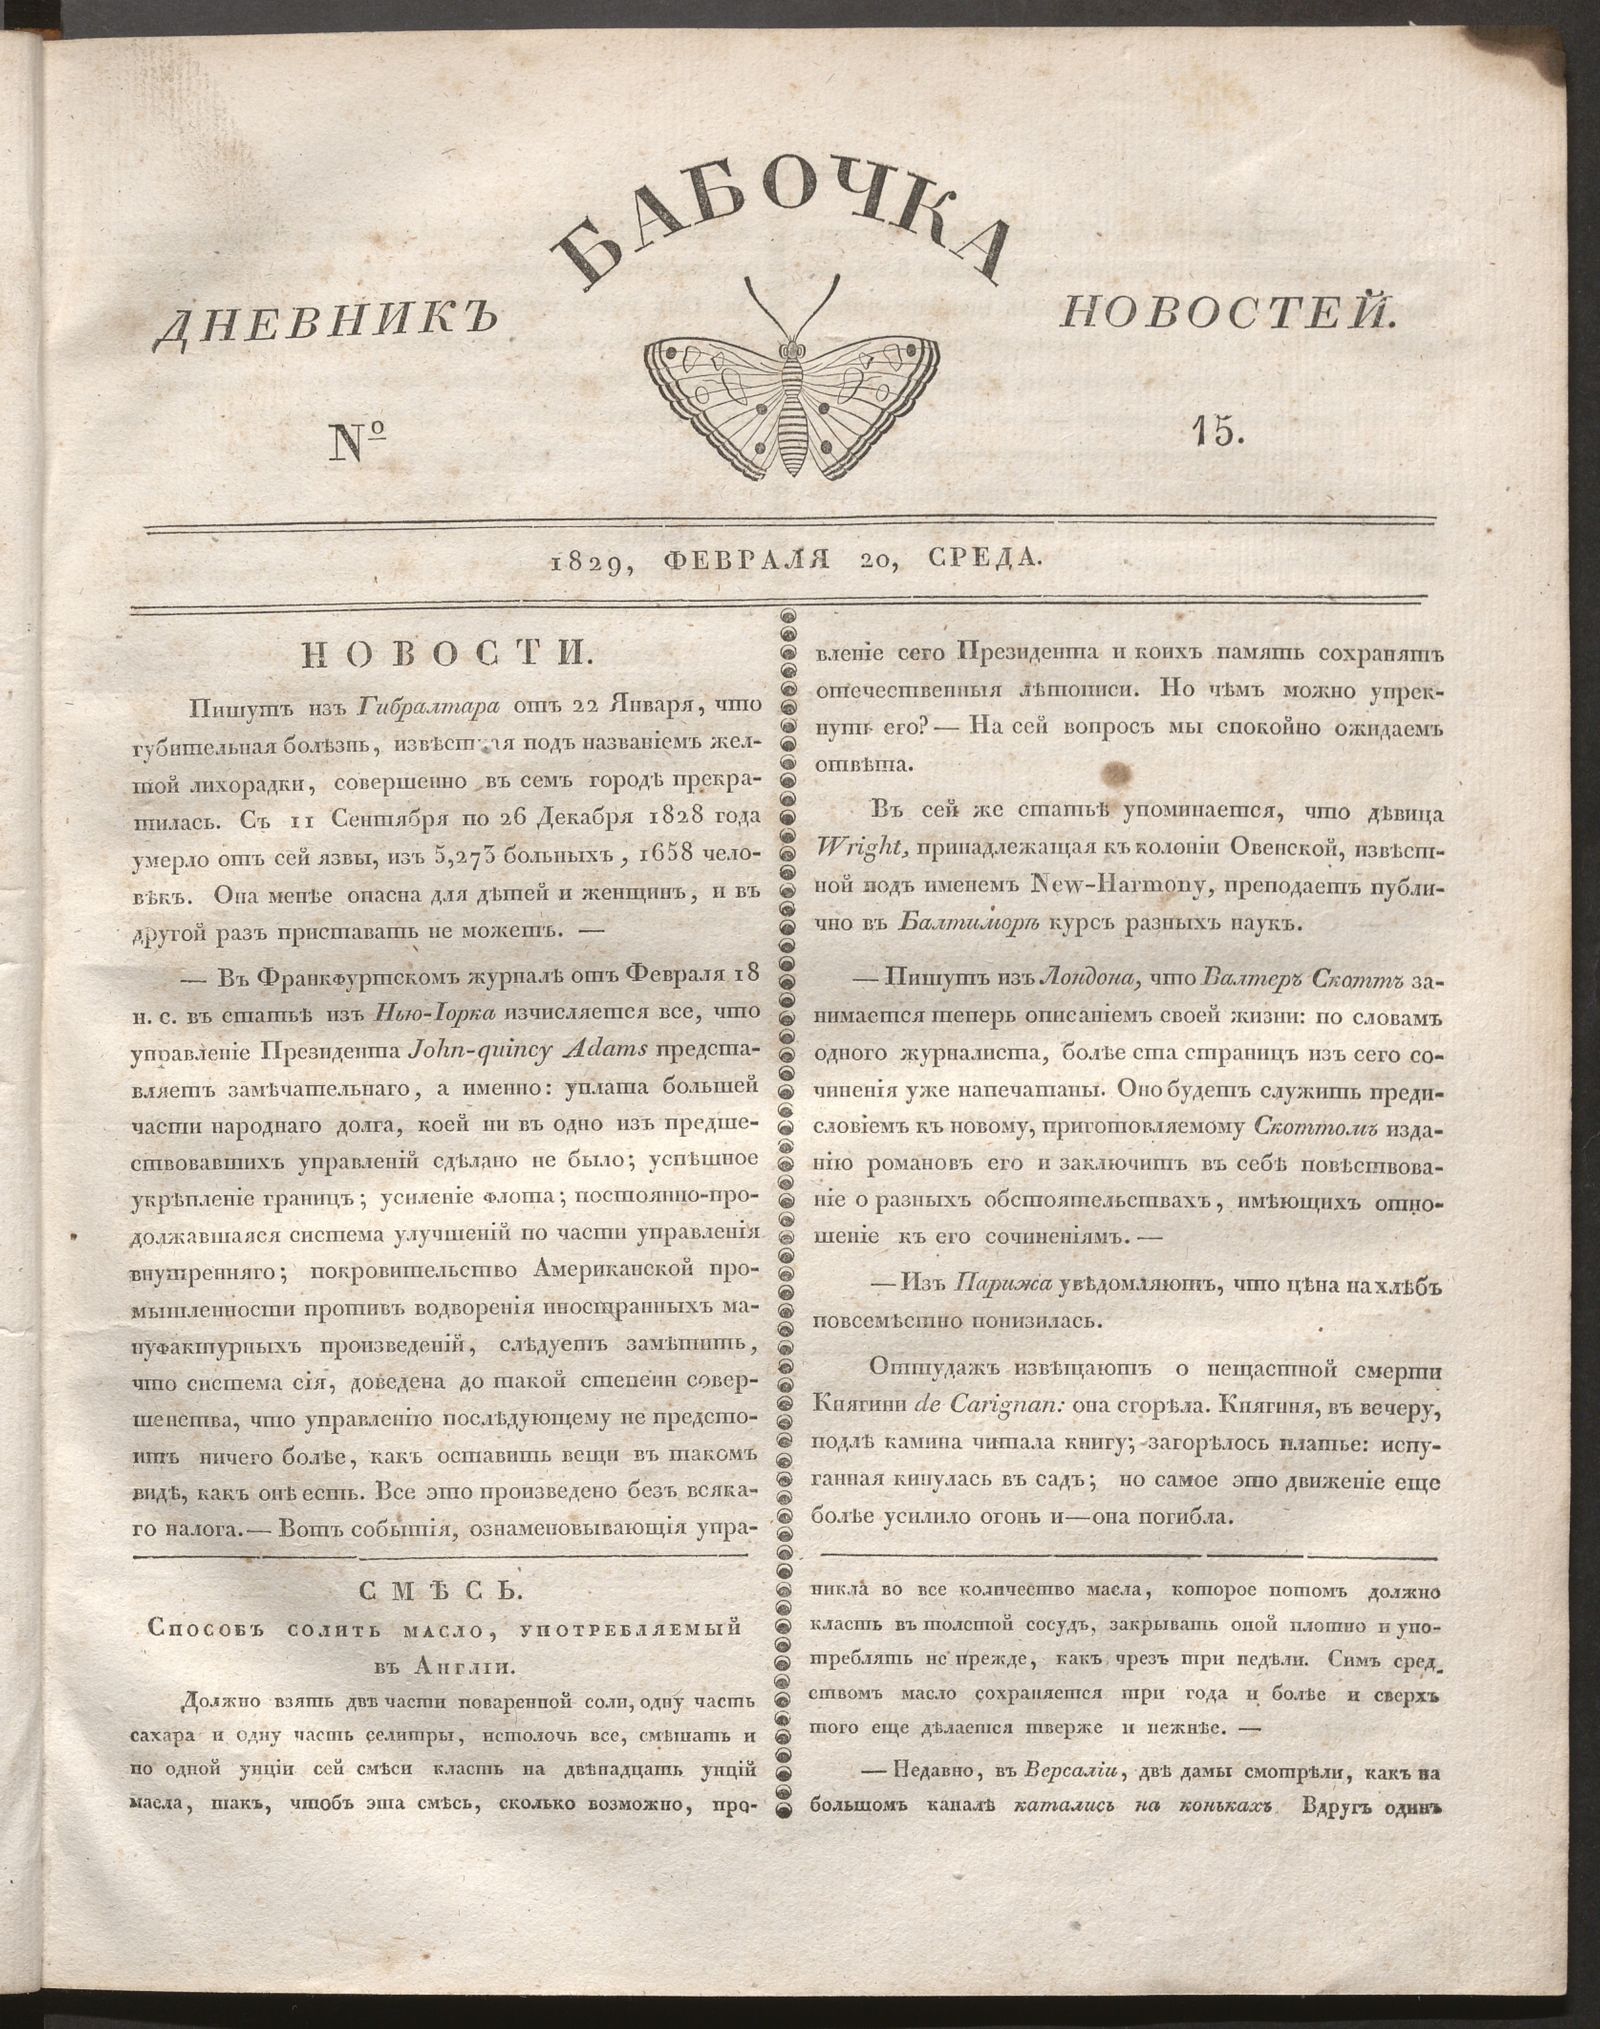 БАБОЧКА
ДНЕВНИКЪ НОВОСТЕЙ.
Nº 15.
1829, ФЕВРАЛЯ 20, СРЕДА.
НОВОСТИ.
Пишутъ изъ Гибралтара отъ 22 Января, что
губительная болѣзнь, извѣстная подъ названіемъ жел-
той лихорадки, совершенно въ семъ городѣ прекра-
тилась. Съ 11 Сентября по 26 Декабря 1828 года
умерло отъ сей язвы, изъ 5,273 больныхъ, 1658 чело-
вѣкъ. Она менѣе опасна для дѣтей и женщинъ, и въ
другой разъ приставать не можетъ. —
— Въ Франкфуртскомъ журналѣ отъ Февраля 18
н. с. въ статьѣ изъ Нью-Іорка изчисляется все, что
управленіе Президента John-quincy Adams предста-
вляетъ замѣчательнаго, а именно: уплата большей
части народнаго долга, коей ни въ одно изъ предше-
ствовавшихъ управленій сдѣлано не было; успѣшное
укрѣпленіе границъ; усиленіе флота; постоянно-про-
должавшаяся система улучшеній по части управленія
внутренняго; покровительство Американской про-
мышленности противъ водворенія иностранныхъ ма-
нуфактурныхъ произведеній, слѣдуетъ замѣтить,
что система сія, доведена до такой степени совер-
шенства, что управленію послѣдующему не предсто-
итъ ничего болѣе, какъ оставить вещи въ такомъ
видѣ, какъ онѣ есть. Все это произведено безъ всяка-
го налога. — Вотъ событія, ознаменовывающія упра-
вленіе сего Президента и коихъ память сохранятъ
отечественныя лѣтописи. Но чѣмъ можно упрек-
нуть его? — На сей вопросъ мы спокойно ожидаемъ
отвѣта.
Въ сей же статьѣ упоминается, что дѣвица
Wright, принадлежащая къ колоніи Овенской, извѣст-
ной подъ именемъ New-Harmony, преподаетъ публи-
чно въ Балтиморѣ курсъ разныхъ наукъ.
— Пишутъ изъ Лондона, что Валтеръ Скоттъ за-
нимается теперь описаніемъ своей жизни: по словамъ
одного журналиста, болѣе ста страницъ изъ сего со-
чиненія уже напечатаны. Оно будетъ служить преди-
словіемъ къ новому, приготовляемому Скоттомъ изда-
нію романовъ его и заключитъ въ себѣ повѣствова-
ніе о разныхъ обстоятельствахъ, имѣющихъ отно-
шеніе къ его сочиненіямъ. —
— Изъ Парижа увѣдомляютъ, что цѣна на хлѣбъ
повсемѣстно понизилась.
Оттудажъ извѣщаютъ о нещастной смерти
Княгини de Carignan: она сгорѣла. Княгиня, въ вечеру,
подлѣ камина читала книгу; загорѣлось платье: испу-
ганная кинулась въ садъ; но самое это движеніе еще
болѣе усилило огонь и—она погибла.
СМѢСЬ.
Способъ солить масло, употребляемый
въ Англіи.
Должно взять двѣ части поваренной соли, одну часть
сахара и одну часть селитры, истолочь все, смѣшать и
по одной унціи сей смѣси класть на двѣнадцать унцій
масла, такъ, чтобъ эта смѣсь, сколько возможно, про-
никла во все количество масла, которое потомъ должно
класть въ толстой сосудъ, закрывать оной плотно и упо-
треблять не прежде, какъ чрезъ три недѣли. Симъ сред-
ствомъ масло сохраняется три года и болѣе и сверхъ
того еще дѣлается тверже и нежнѣе. —
— Недавно, въ Версаліи, двѣ дамы смотрѣли, какъ на
большомъ каналѣ катались на конькахъ. Вдругъ одинъ